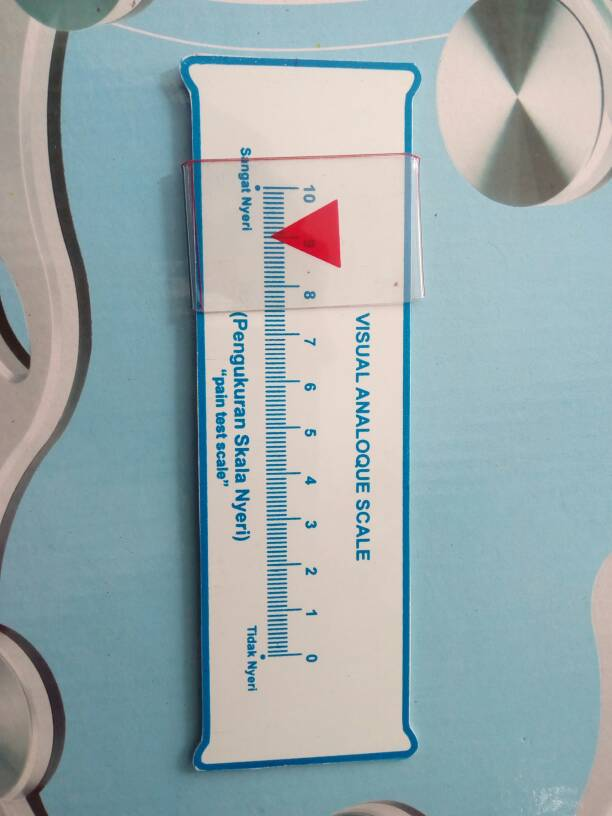 VISUAL ANALOQUE SCALE
10 9 8 7 6 5 4 3 2 1 0
Sangat Nyeri
Tidak Nyeri
(Pengukuran Skala Nyeri)
"pain test scale"